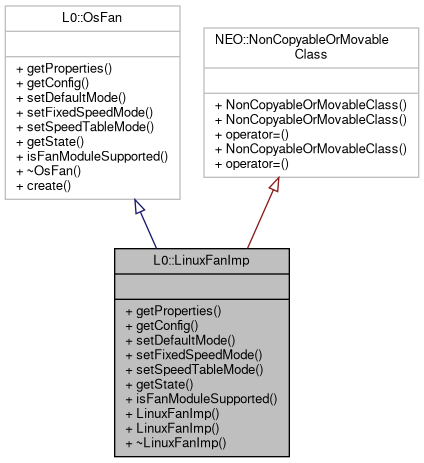 L0::OsFan
+ getProperties()
+ getConfig()
+ setDefaultMode()
+ setFixedSpeedMode()
+ setSpeedTableMode()
+ getState()
+ isFanModuleSupported()
+ ~OsFan()
+ create()
NEO::NonCopyableOrMovable
Class
+ NonCopyableOrMovableClass()
+ NonCopyableOrMovableClass()
+ operator=()
+ NonCopyableOrMovableClass()
+ operator=()
L0::LinuxFanImp
+ getProperties()
+ getConfig()
+ setDefaultMode()
+ setFixedSpeedMode()
+ setSpeedTableMode()
+ getState()
+ isFanModuleSupported()
+ LinuxFanImp()
+ LinuxFanImp()
+ ~LinuxFanImp()